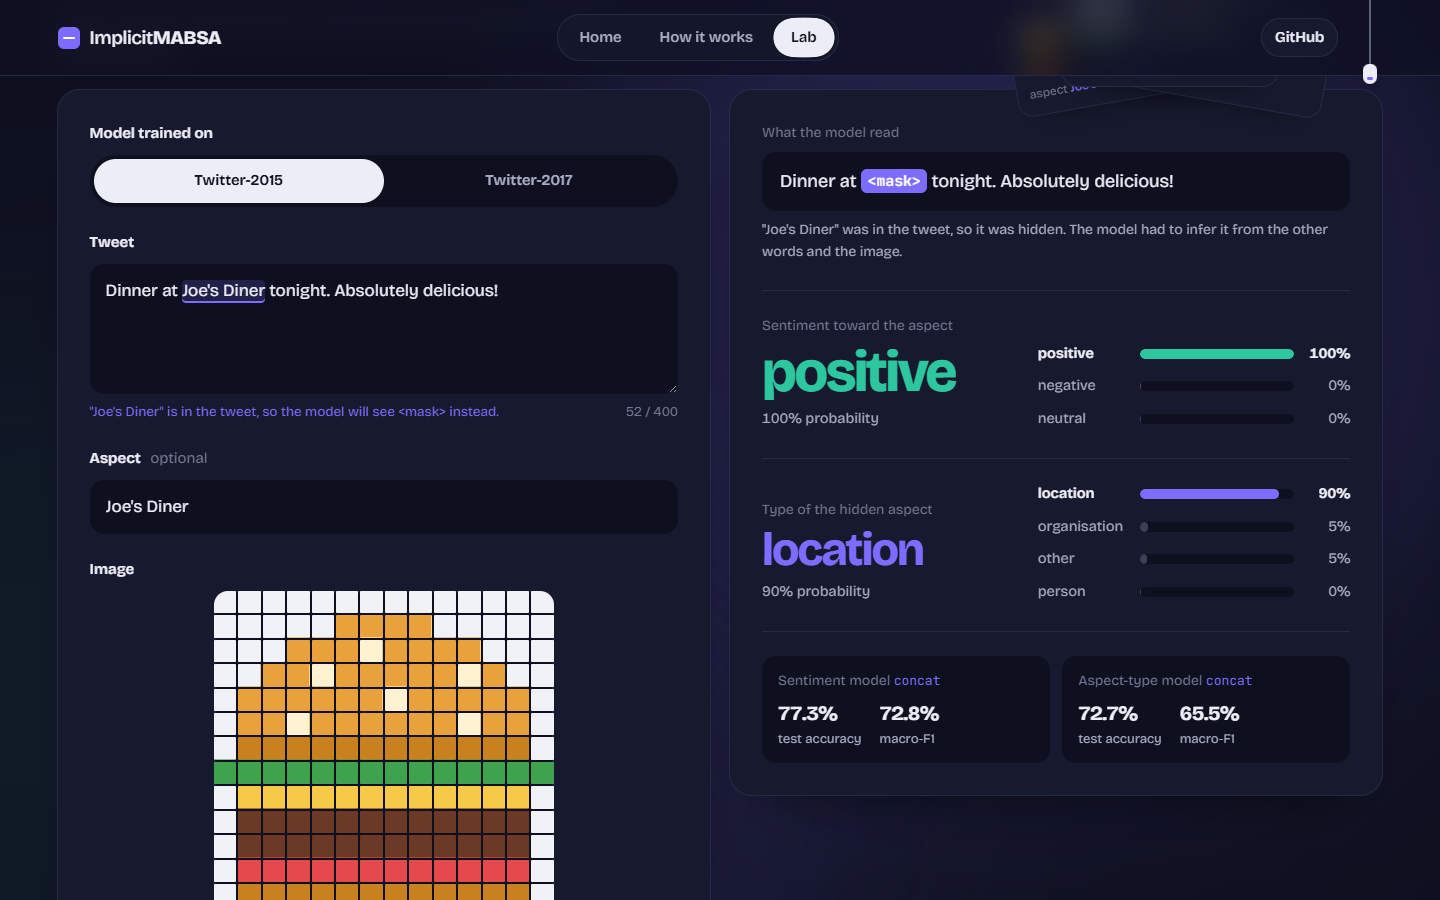 ImplicitMABSA
Home How it works Lab
GitHub
aspect
Model trained on
Twitter-2015 Twitter-2017
Tweet
Dinner at Joe's Diner tonight. Absolutely delicious!
"Joe's Diner" is in the tweet, so the model will see <mask> instead. 52 / 400
Aspect optional
Joe's Diner
Image
What the model read
Dinner at <mask> tonight. Absolutely delicious!
"Joe's Diner" was in the tweet, so it was hidden. The model had to infer it from the other
words and the image.
Sentiment toward the aspect
positive
100% probability
positive 100%
negative 0%
neutral 0%
Type of the hidden aspect
location
90% probability
location 90%
organisation 5%
other 5%
person 0%
Sentiment model concat
77.3% 72.8%
test accuracy macro-F1
Aspect-type model concat
72.7% 65.5%
test accuracy macro-F1